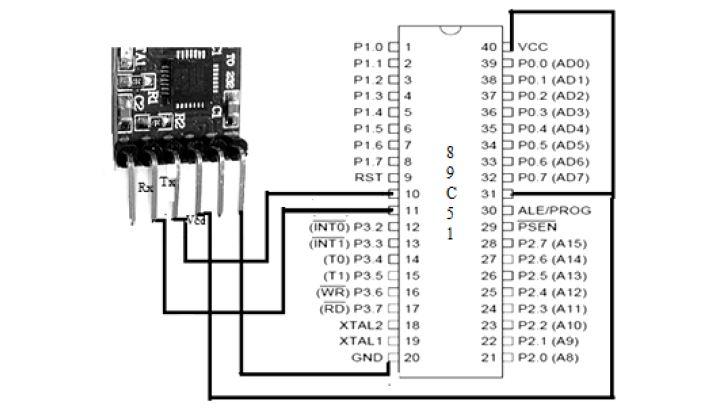 P1.0 1 40 VCC
P1.1 2 39 P0.0 (AD0)
P1.2 3 38 P0.1 (AD1)
P1.3 4 37 P0.2 (AD2)
P1.4 5 36 P0.3 (AD3)
P1.5 6 35 P0.4 (AD4)
P1.6 7 34 P0.5 (AD5)
P1.7 8 33 P0.6 (AD6)
RST 9 32 P0.7 (AD7)
10 31
11 30 ALE/PROG
(INT0) P3.2 12 29 PSEN
(INT1) P3.3 13 28 P2.7 (A15)
(T0) P3.4 14 27 P2.6 (A14)
(T1) P3.5 15 26 P2.5 (A13)
(WR) P3.6 16 25 P2.4 (A12)
(RD) P3.7 17 24 P2.3 (A11)
XTAL2 18 23 P2.2 (A10)
XTAL1 19 22 P2.1 (A9)
GND 20 21 P2.0 (A8)
8
9
C
5
1
Rx
Tx
R1
C2
R2
C1
TO 232